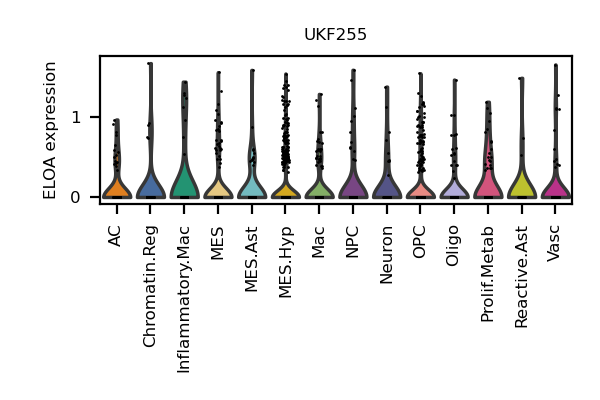 UKF255
ELOA expression
1
0
AC
Chromatin.Reg
Inflammatory.Mac
MES
MES.Ast
MES.Hyp
Mac
NPC
Neuron
OPC
Oligo
Prolif.Metab
Reactive.Ast
Vasc